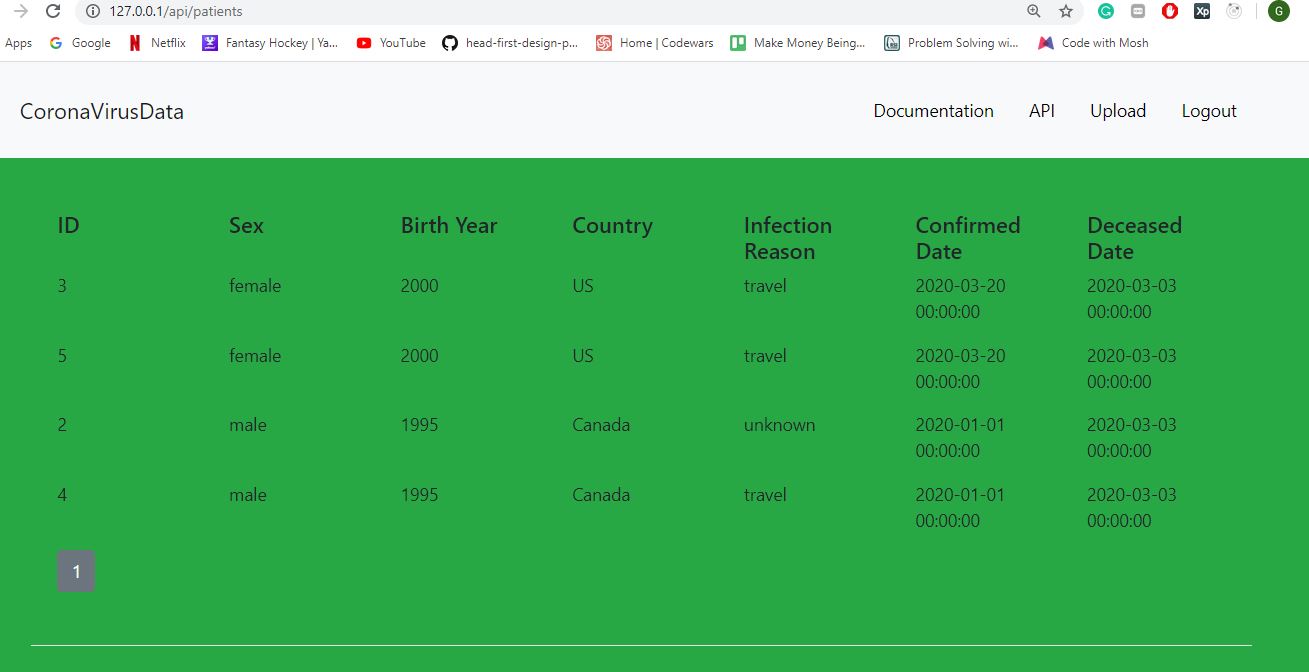 127.0.0.1/api/patients
Apps Google Netflix Fantasy Hockey | Ya... YouTube head-first-design-p... Home | Codewars Make Money Being... Problem Solving wi... Code with Mosh
CoronaVirusData Documentation API Upload Logout
ID Sex Birth Year Country Infection Reason Confirmed Date Deceased Date
3 female 2000 US travel 2020-03-20 00:00:00 2020-03-03 00:00:00
5 female 2000 US travel 2020-03-20 00:00:00 2020-03-03 00:00:00
2 male 1995 Canada unknown 2020-01-01 00:00:00 2020-03-03 00:00:00
4 male 1995 Canada travel 2020-01-01 00:00:00 2020-03-03 00:00:00
1